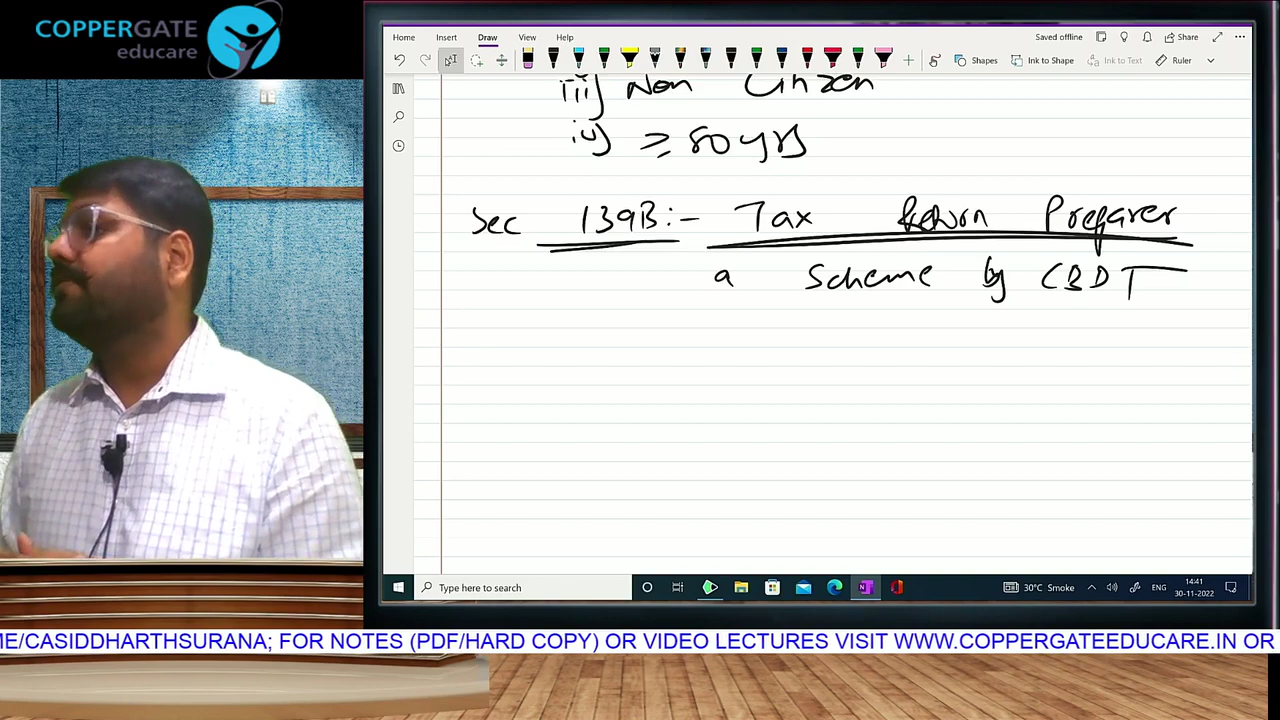 COPPERGATE
educare
Home Insert Draw View Help
Saved offline
Share
Shapes
Ink to Shape
Ink to Text
Ruler
iii) Non Citizen
iv) ≥ 80 yrs
Sec 139B:- Tax Return Preparer
a Scheme by CBDT
Type here to search
30°C Smoke
ENG
14:41
30-11-2022
ME/CASIDDHARTHSURANA; FOR NOTES (PDF/HARD COPY) OR VIDEO LECTURES VISIT WWW.COPPERGATEEDUCARE.IN OR